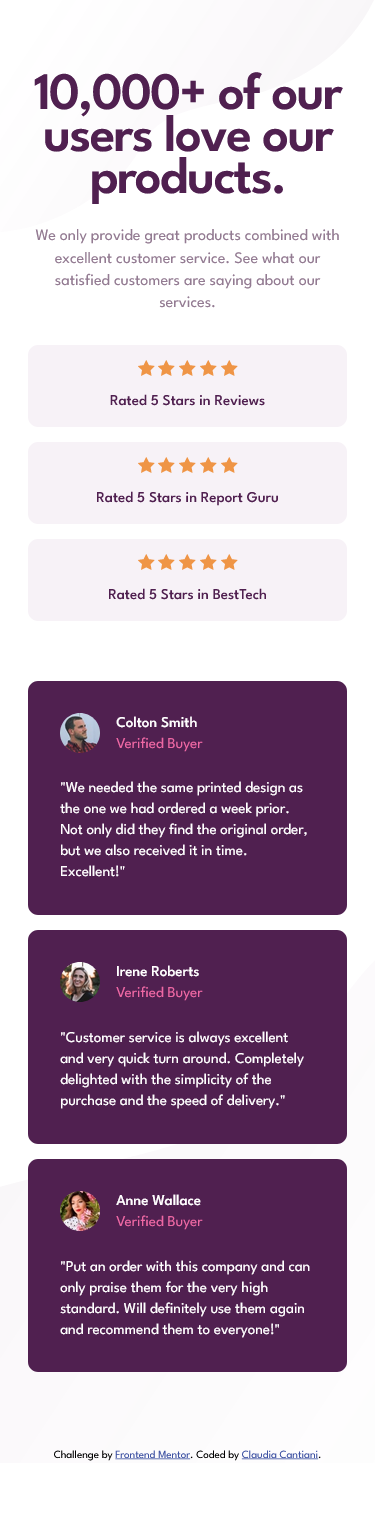 10,000+ of our
users love our
products.
We only provide great products combined with
excellent customer service. See what our
satisfied customers are saying about our
services.
Rated 5 Stars in Reviews
Rated 5 Stars in Report Guru
Rated 5 Stars in BestTech
Colton Smith
Verified Buyer
"We needed the same printed design as
the one we had ordered a week prior.
Not only did they find the original order,
but we also received it in time.
Excellent!"
Irene Roberts
Verified Buyer
"Customer service is always excellent
and very quick turn around. Completely
delighted with the simplicity of the
purchase and the speed of delivery."
Anne Wallace
Verified Buyer
"Put an order with this company and can
only praise them for the very high
standard. Will definitely use them again
and recommend them to everyone!"
Challenge by Frontend Mentor. Coded by Claudia Cantiani.